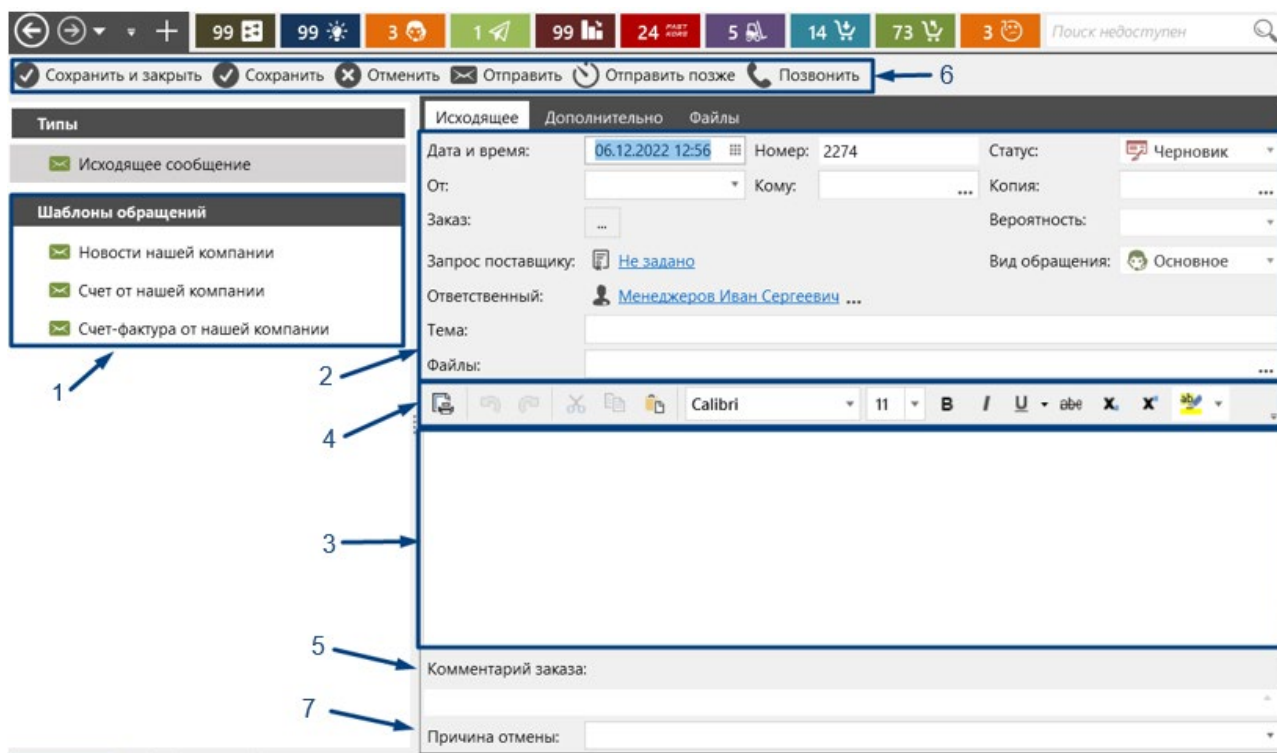 99 99 3 1 99 24 FAST KORS 5 14 73 3 Поиск недоступен
Сохранить и закрыть Сохранить Отменить Отправить Отправить позже Позвонить 6
Типы
Исходящее сообщение
Шаблоны обращений
Новости нашей компании
Счет от нашей компании
Счет-фактура от нашей компании
1
Исходящее Дополнительно Файлы
Дата и время: 06.12.2022 12:56 Номер: 2274 Статус: Черновик
От: Кому: ... Копия: ...
Заказ: ... Вероятность:
Запрос поставщику: Не задано Вид обращения: Основное
Ответственный: Менеджеров Иван Сергеевич ...
Тема:
Файлы: ...
2
4 Calibri 11 B I U abc X X ab
3
5 Комментарий заказа:
7 Причина отмены: